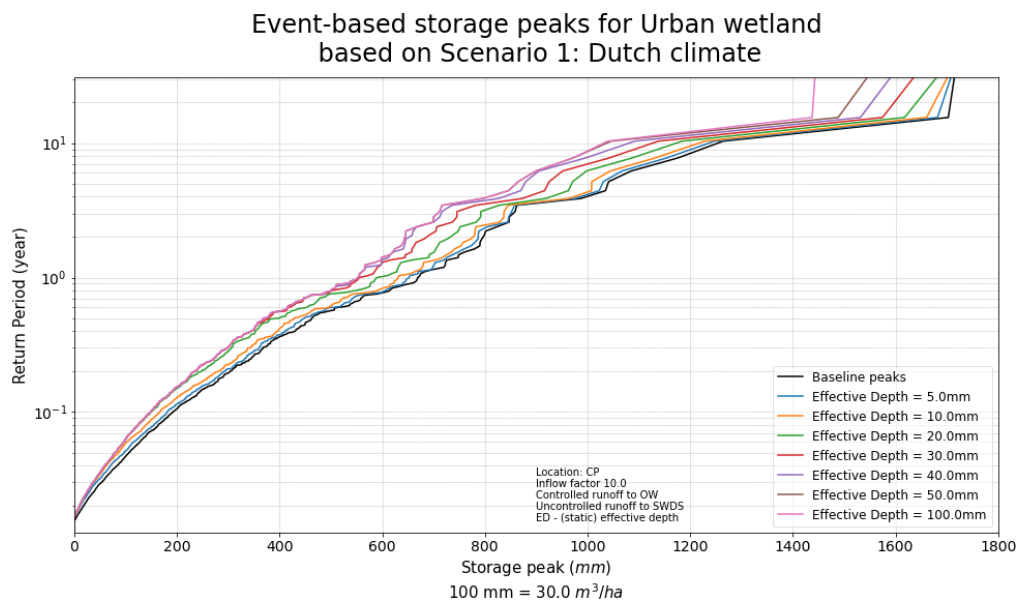 Event-based storage peaks for Urban wetland
based on Scenario 1: Dutch climate
Return Period (year)
10¹
10⁰
10⁻¹
Baseline peaks
Effective Depth = 5.0mm
Effective Depth = 10.0mm
Effective Depth = 20.0mm
Effective Depth = 30.0mm
Effective Depth = 40.0mm
Effective Depth = 50.0mm
Effective Depth = 100.0mm
Location: CP
Inflow factor 10.0
Controlled runoff to OW
Uncontrolled runoff to SWDS
ED - (static) effective depth
0 200 400 600 800 1000 1200 1400 1600 1800
Storage peak (mm)
100 mm = 30.0 m³/ha